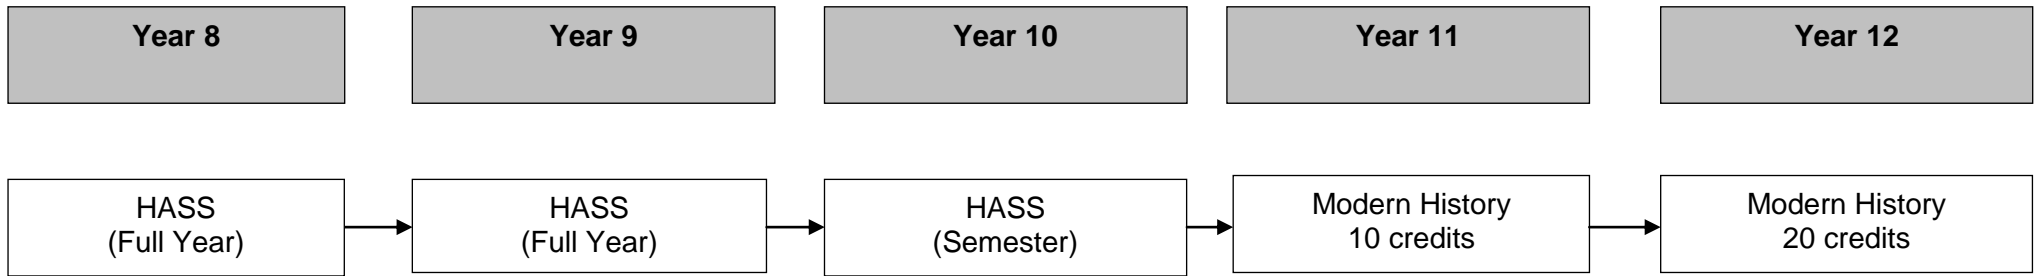 Year 8
Year 9
Year 10
Year 11
Year 12
HASS
(Full Year)
HASS
(Full Year)
HASS
(Semester)
Modern History
10 credits
Modern History
20 credits